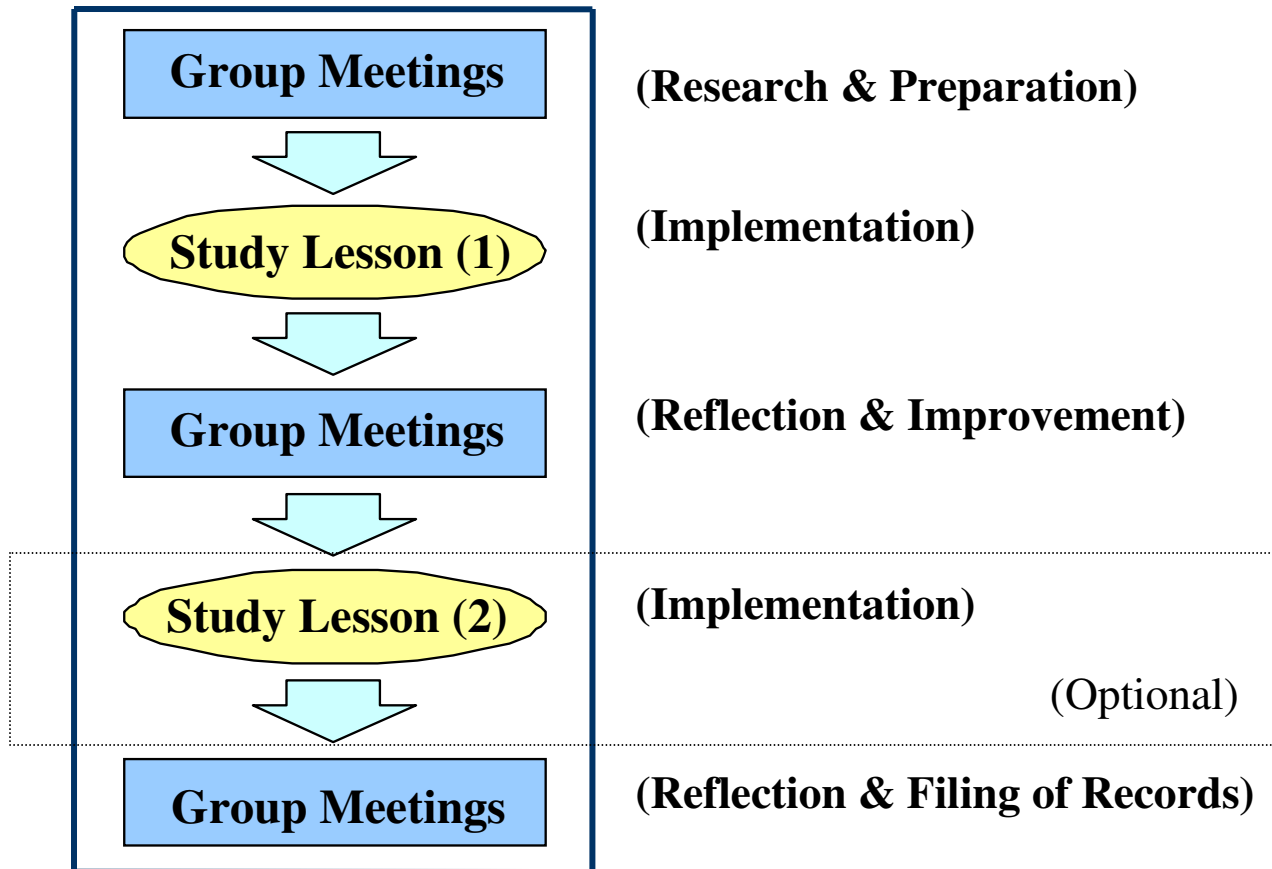 Group Meetings
(Research & Preparation)
Study Lesson (1)
(Implementation)
Group Meetings
(Reflection & Improvement)
Study Lesson (2)
(Implementation)
(Optional)
Group Meetings
(Reflection & Filing of Records)